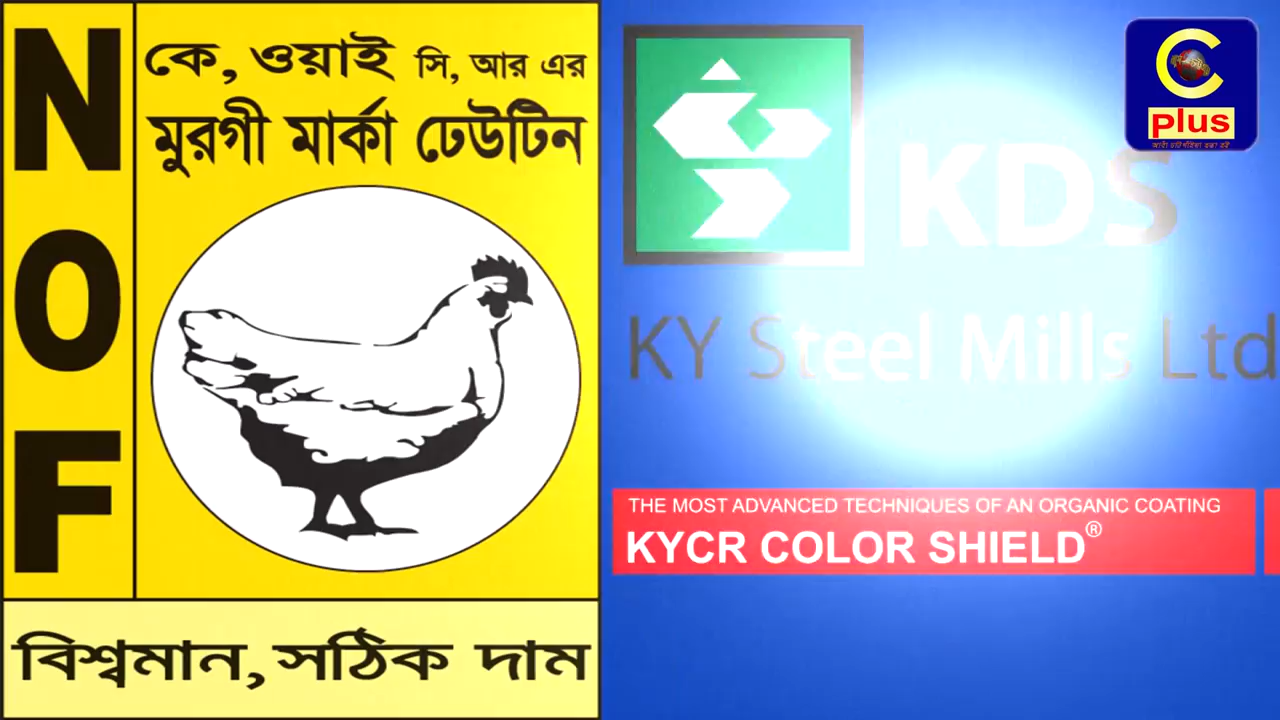 NOF
কে, ওয়াই সি, আর এর
মুরগী মার্কা ঢেউটিন
বিশ্বমান, সঠিক দাম
KDS
KY Steel Mills Ltd
THE MOST ADVANCED TECHNIQUES OF AN ORGANIC COATING
KYCR COLOR SHIELD®
C
plus